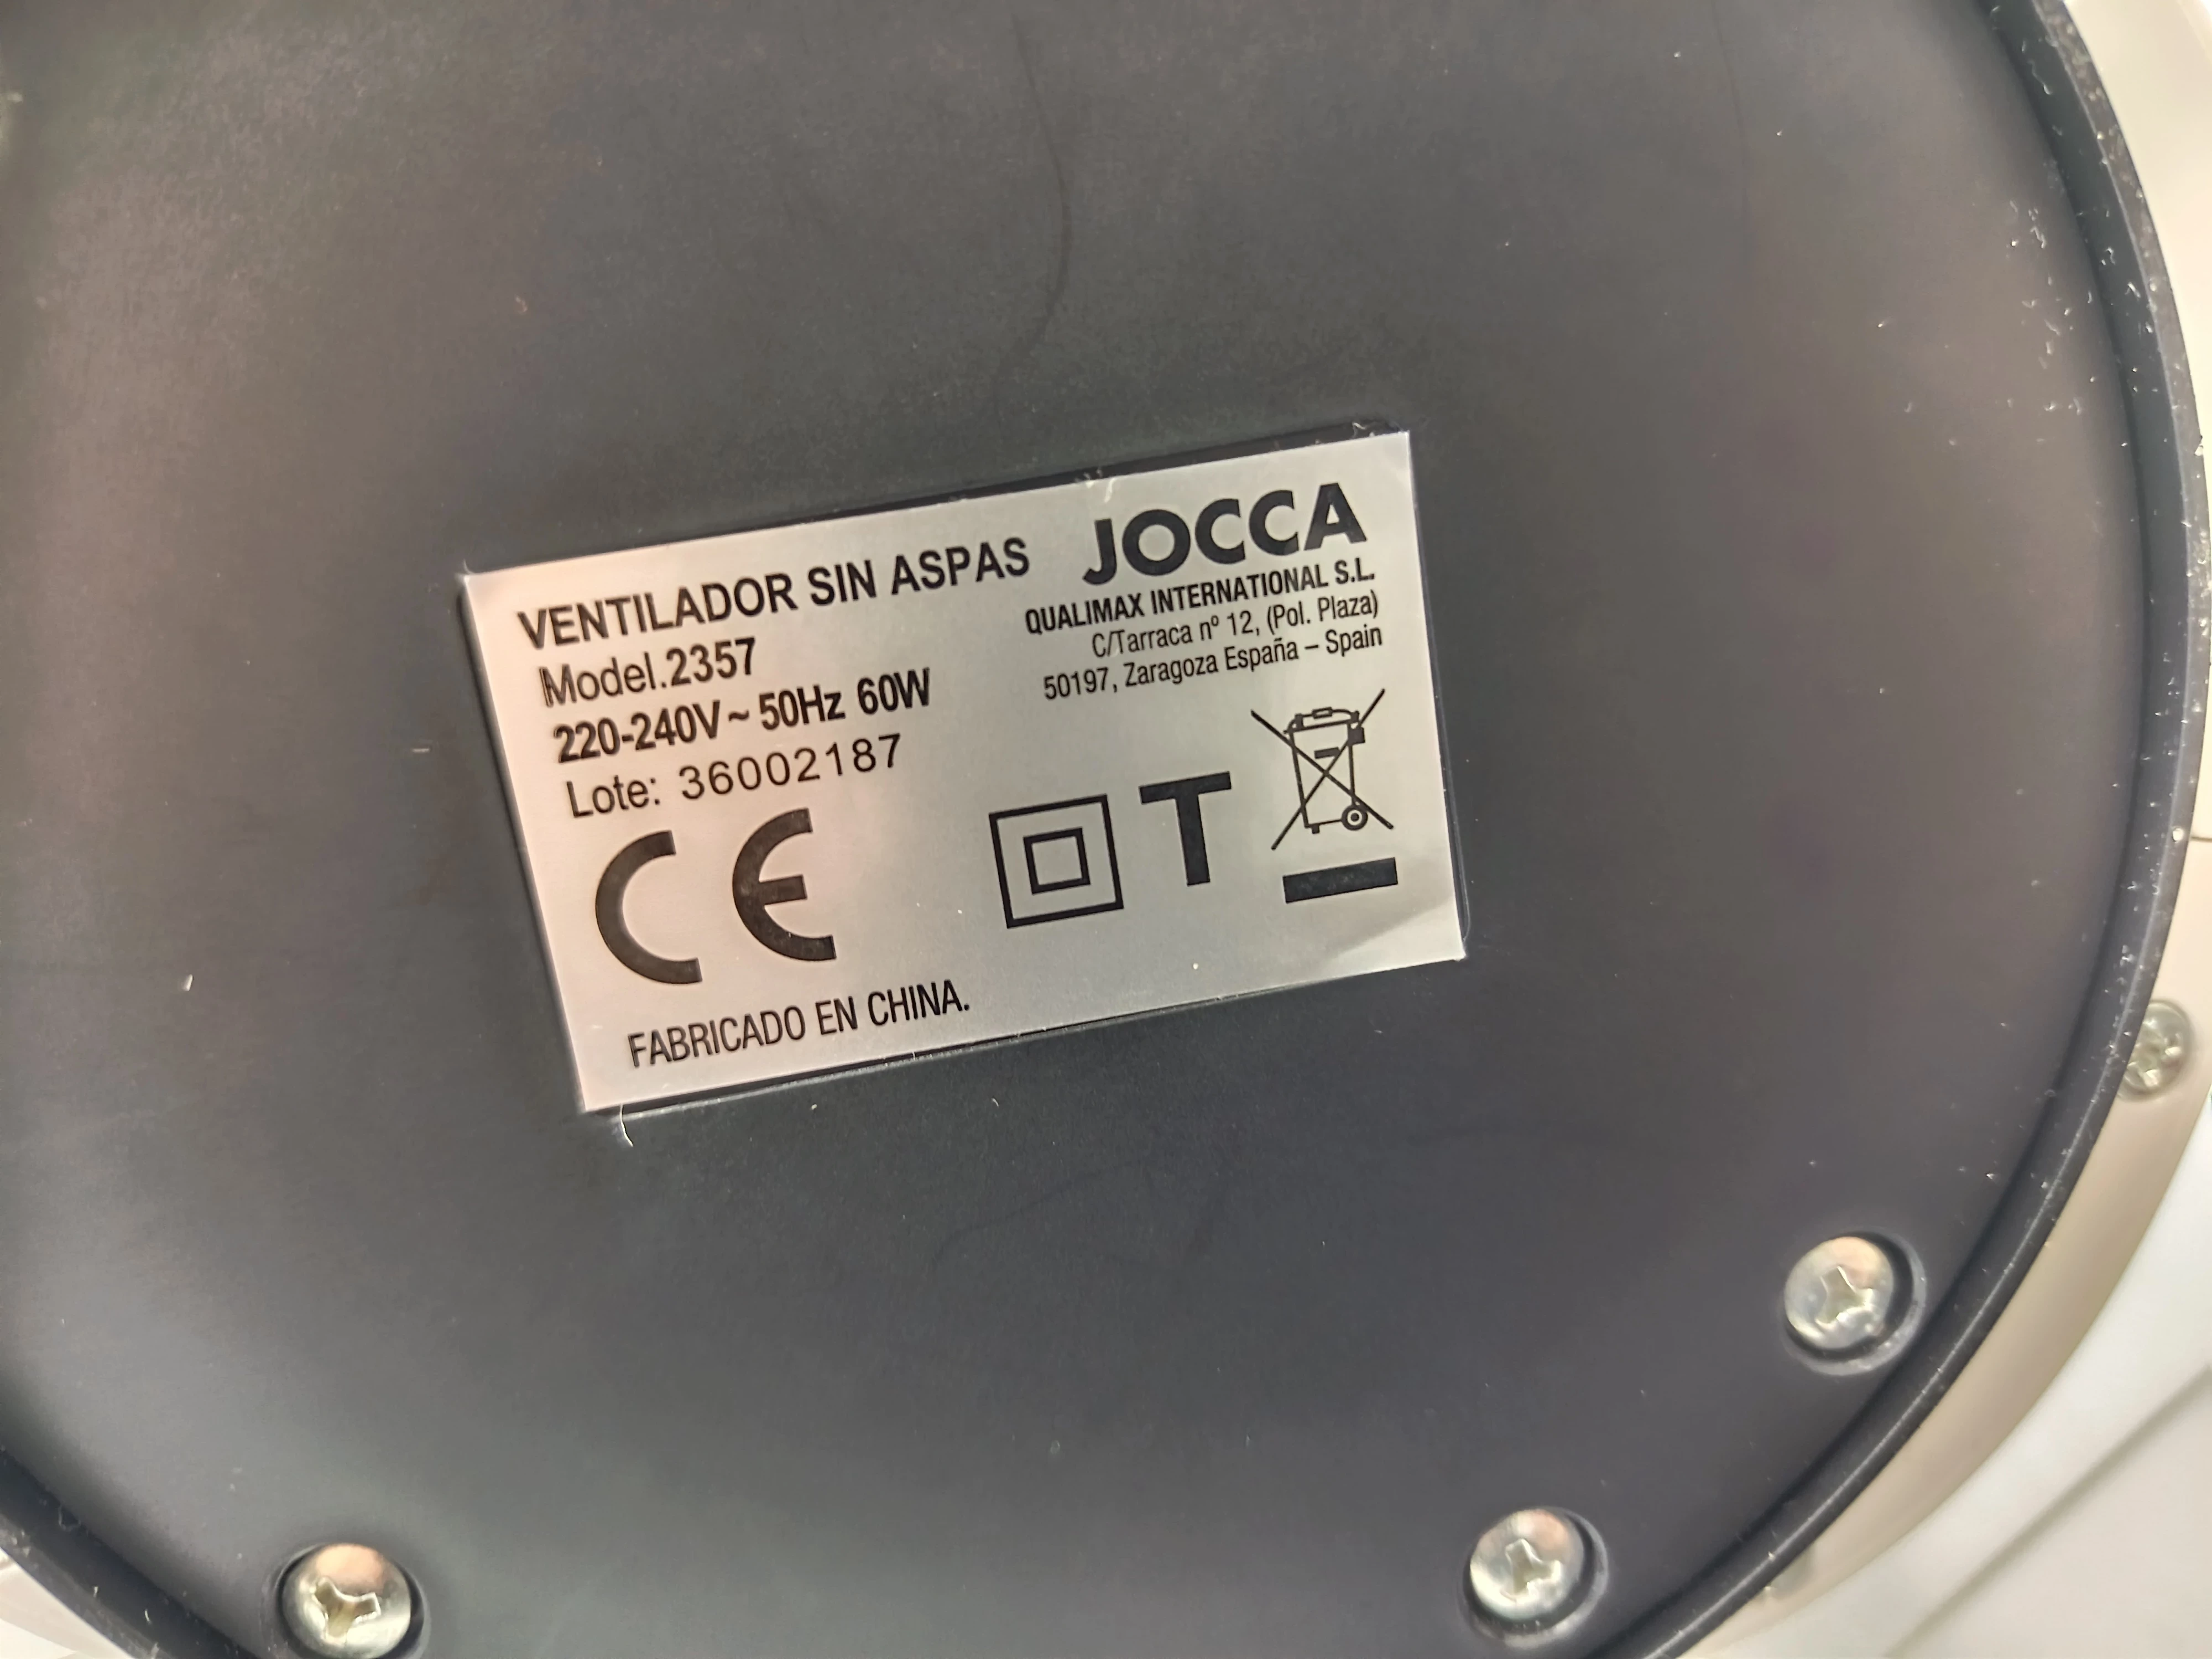 VENTILADOR SIN ASPAS
Model.2357
220-240V~50Hz 60W
Lote: 36002187
JOCCA
QUALIMAX INTERNATIONAL S.L.
C/Tarraca nº 12, (Pol. Plaza)
50197, Zaragoza España – Spain
CE
T
FABRICADO EN CHINA.